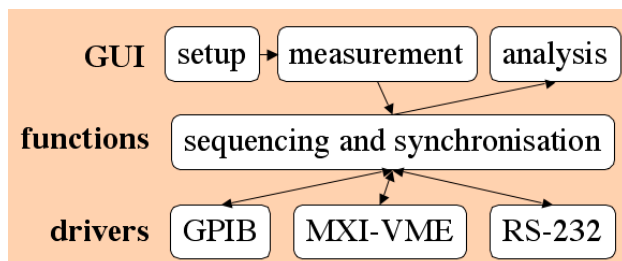 GUI setup measurement analysis
functions sequencing and synchronisation
drivers GPIB MXI-VME RS-232